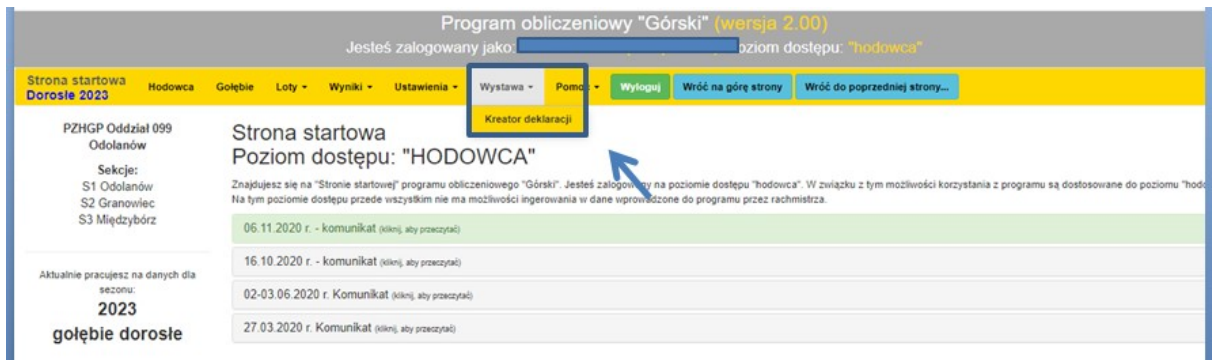 Program obliczeniowy "Górski" (wersja 2.00)
Jesteś zalogowany jako: poziom dostępu: "hodowca"
Strona startowa
Dorosłe 2023
Hodowca Gołębie Loty Wyniki Ustawienia Wystawa Pomoc Wyloguj Wróć na górę strony Wróć do poprzedniej strony...
Kreator deklaracji
PZHGP Oddział 099
Odolanów
Sekcje:
S1 Odolanów
S2 Granowiec
S3 Międzybórz
Aktualnie pracujesz na danych dla
sezonu:
2023
gołębie dorosłe
Strona startowa
Poziom dostępu: "HODOWCA"
Znajdujesz się na "Stronie startowej" programu obliczeniowego "Górski". Jesteś zalogowany na poziomie dostępu "hodowca". W związku z tym możliwości korzystania z programu są dostosowane do poziomu "hodo
Na tym poziomie dostępu przede wszystkim nie ma możliwości ingerowania w dane wprowadzone do programu przez rachmistrza.
06.11.2020 r. - komunikat (kliknij, aby przeczytać)
16.10.2020 r. - komunikat (kliknij, aby przeczytać)
02-03.06.2020 r. Komunikat (kliknij, aby przeczytać)
27.03.2020 r. Komunikat (kliknij, aby przeczytać)